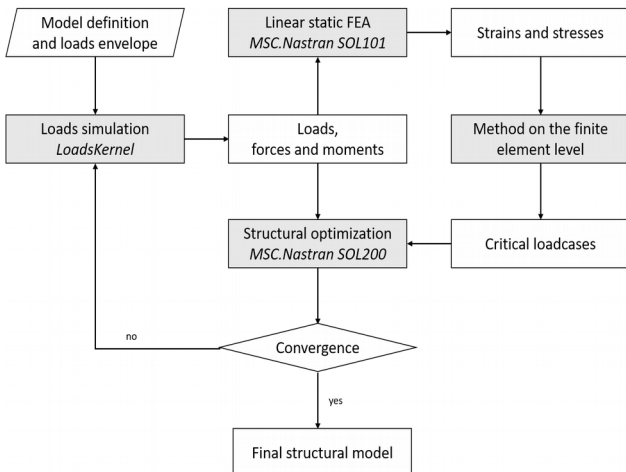 Model definition
and loads envelope
Linear static FEA
MSC.Nastran SOL101
Strains and stresses
Loads simulation
LoadsKernel
Loads,
forces and moments
Method on the finite
element level
Structural optimization
MSC.Nastran SOL200
Critical loadcases
no
Convergence
yes
Final structural model